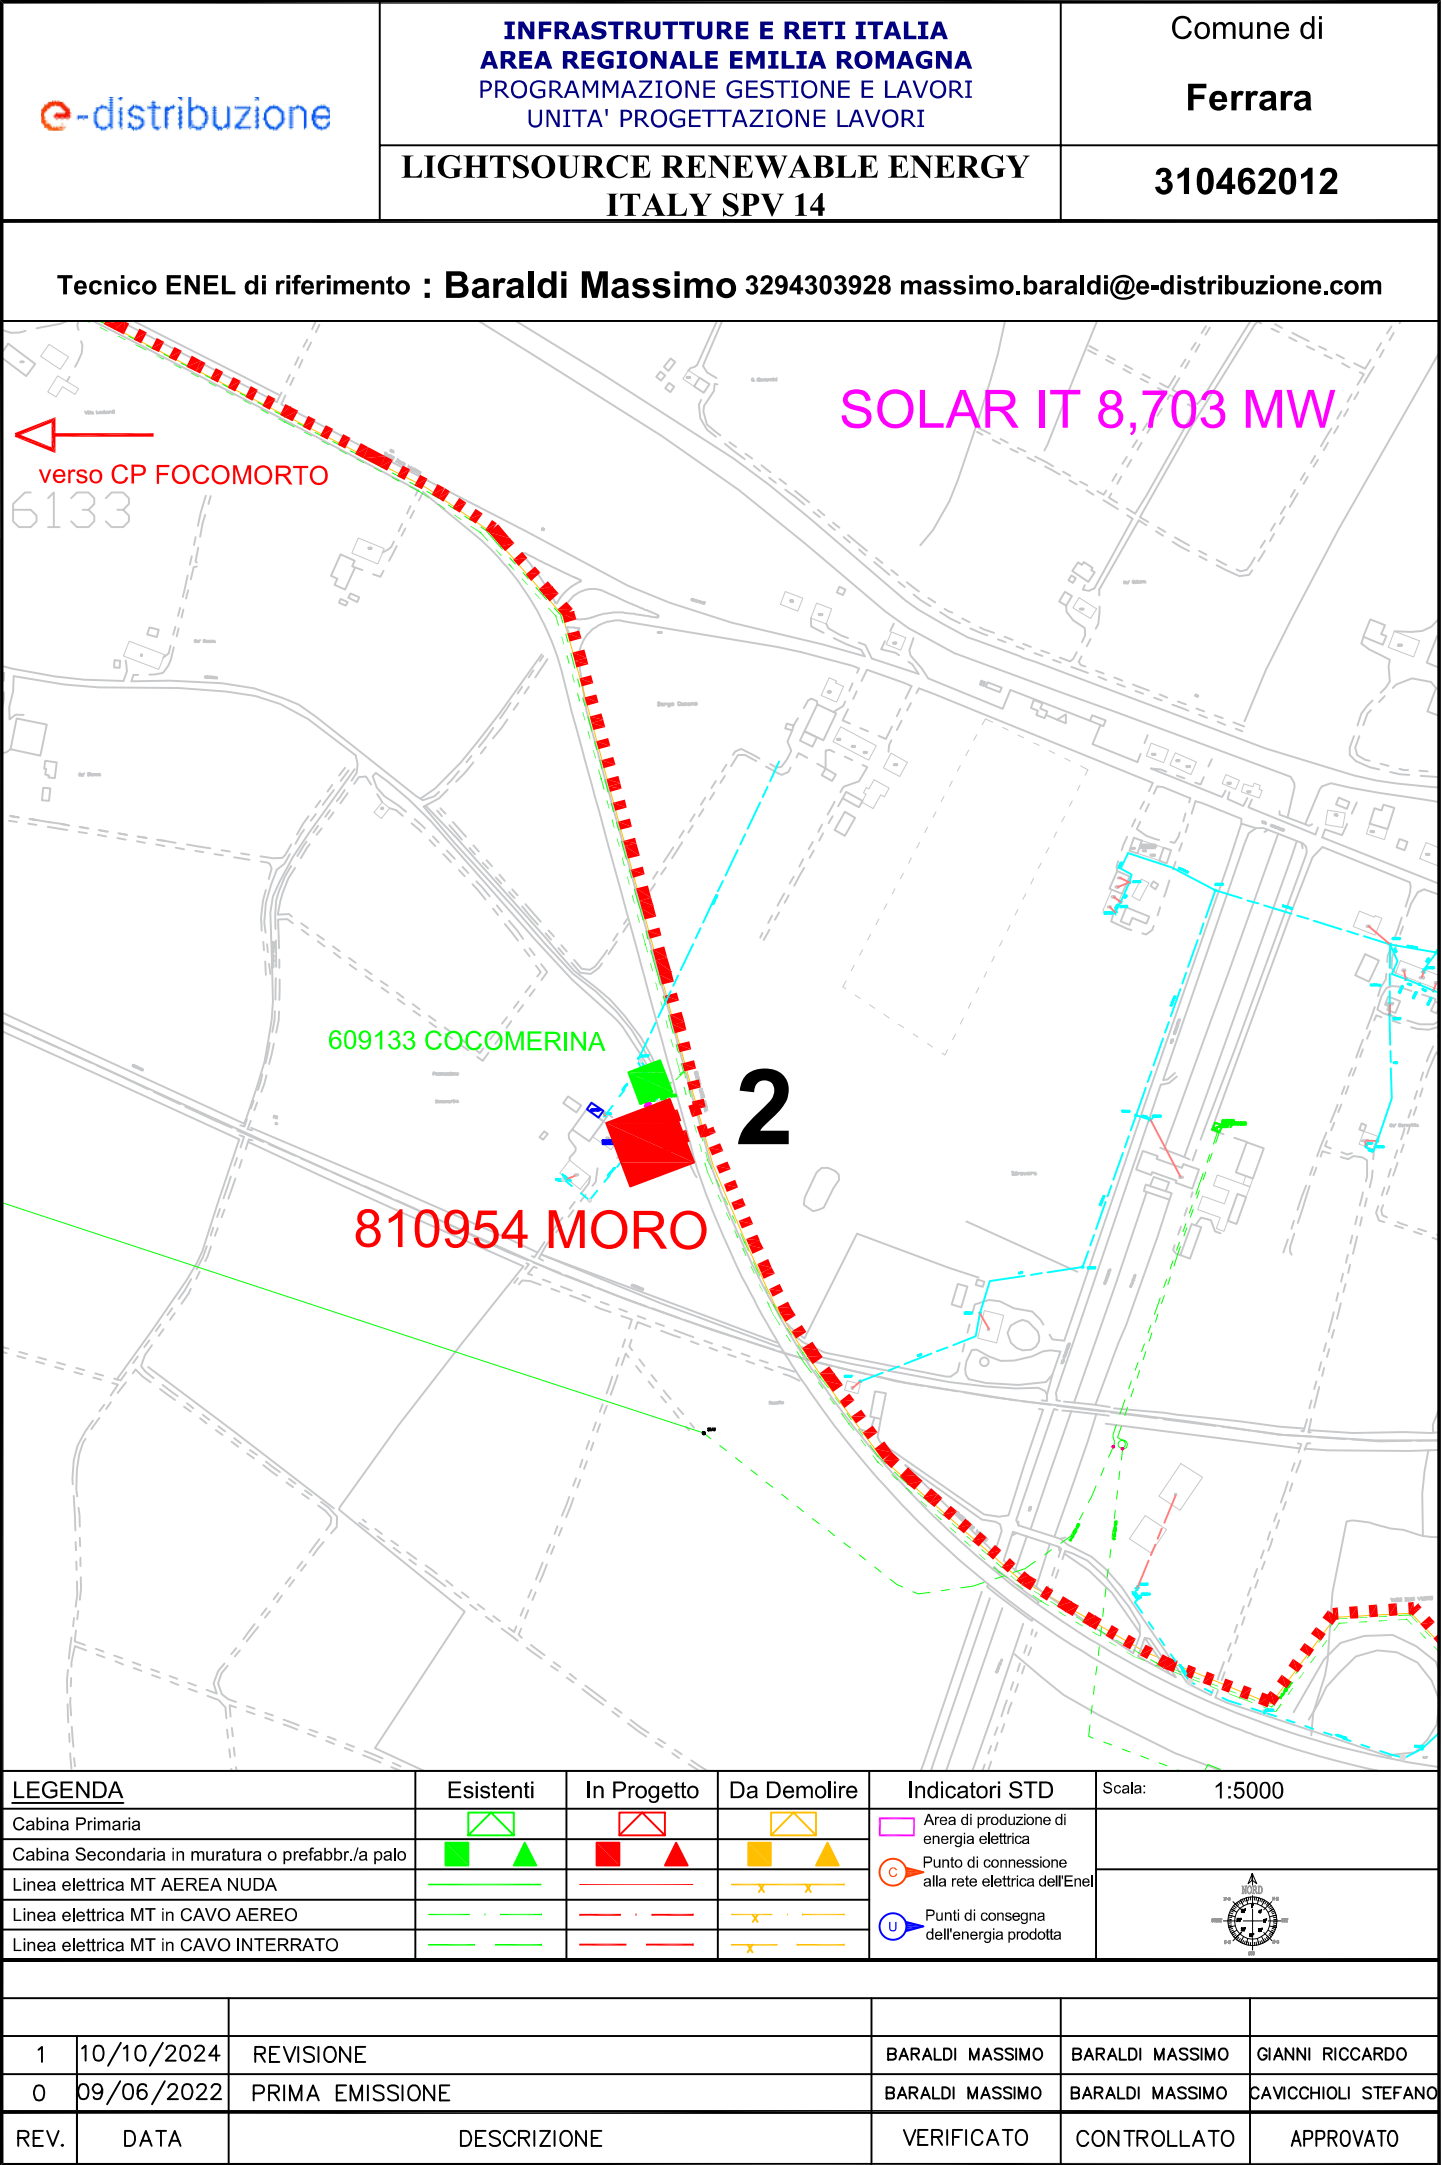 e-distribuzione
INFRASTRUTTURE E RETI ITALIA
AREA REGIONALE EMILIA ROMAGNA
PROGRAMMAZIONE GESTIONE E LAVORI
UNITA' PROGETTAZIONE LAVORI
LIGHTSOURCE RENEWABLE ENERGY
ITALY SPV 14
Comune di
Ferrara
310462012
Tecnico ENEL di riferimento : Baraldi Massimo 3294303928 massimo.baraldi@e-distribuzione.com
SOLAR IT 8,703 MW
verso CP FOCOMORTO
6133
609133 COCOMERINA
2
810954 MORO
LEGENDA
Esistenti
In Progetto
Da Demolire
Indicatori STD
Scala: 1:5000
Cabina Primaria
Cabina Secondaria in muratura o prefabbr./a palo
Linea elettrica MT AEREA NUDA
Linea elettrica MT in CAVO AEREO
Linea elettrica MT in CAVO INTERRATO
Area di produzione di
energia elettrica
C
Punto di connessione
alla rete elettrica dell'Enel
U
Punti di consegna
dell'energia prodotta
NORD
1 10/10/2024 REVISIONE BARALDI MASSIMO BARALDI MASSIMO GIANNI RICCARDO
0 09/06/2022 PRIMA EMISSIONE BARALDI MASSIMO BARALDI MASSIMO CAVICCHIOLI STEFANO
REV. DATA DESCRIZIONE VERIFICATO CONTROLLATO APPROVATO